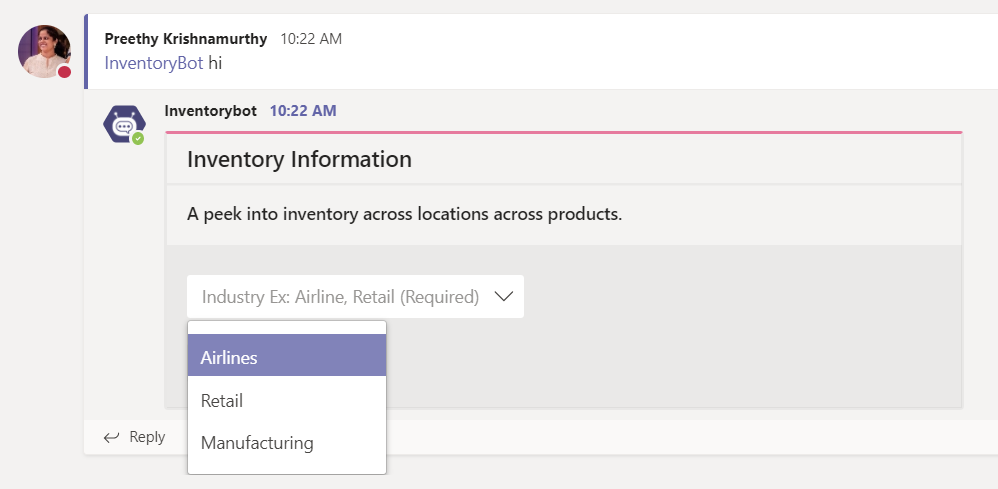 Preethy Krishnamurthy 10:22 AM
InventoryBot hi
Inventorybot 10:22 AM
Inventory Information
A peek into inventory across locations across products.
Industry Ex: Airline, Retail (Required)
Airlines
Retail
Manufacturing
Reply